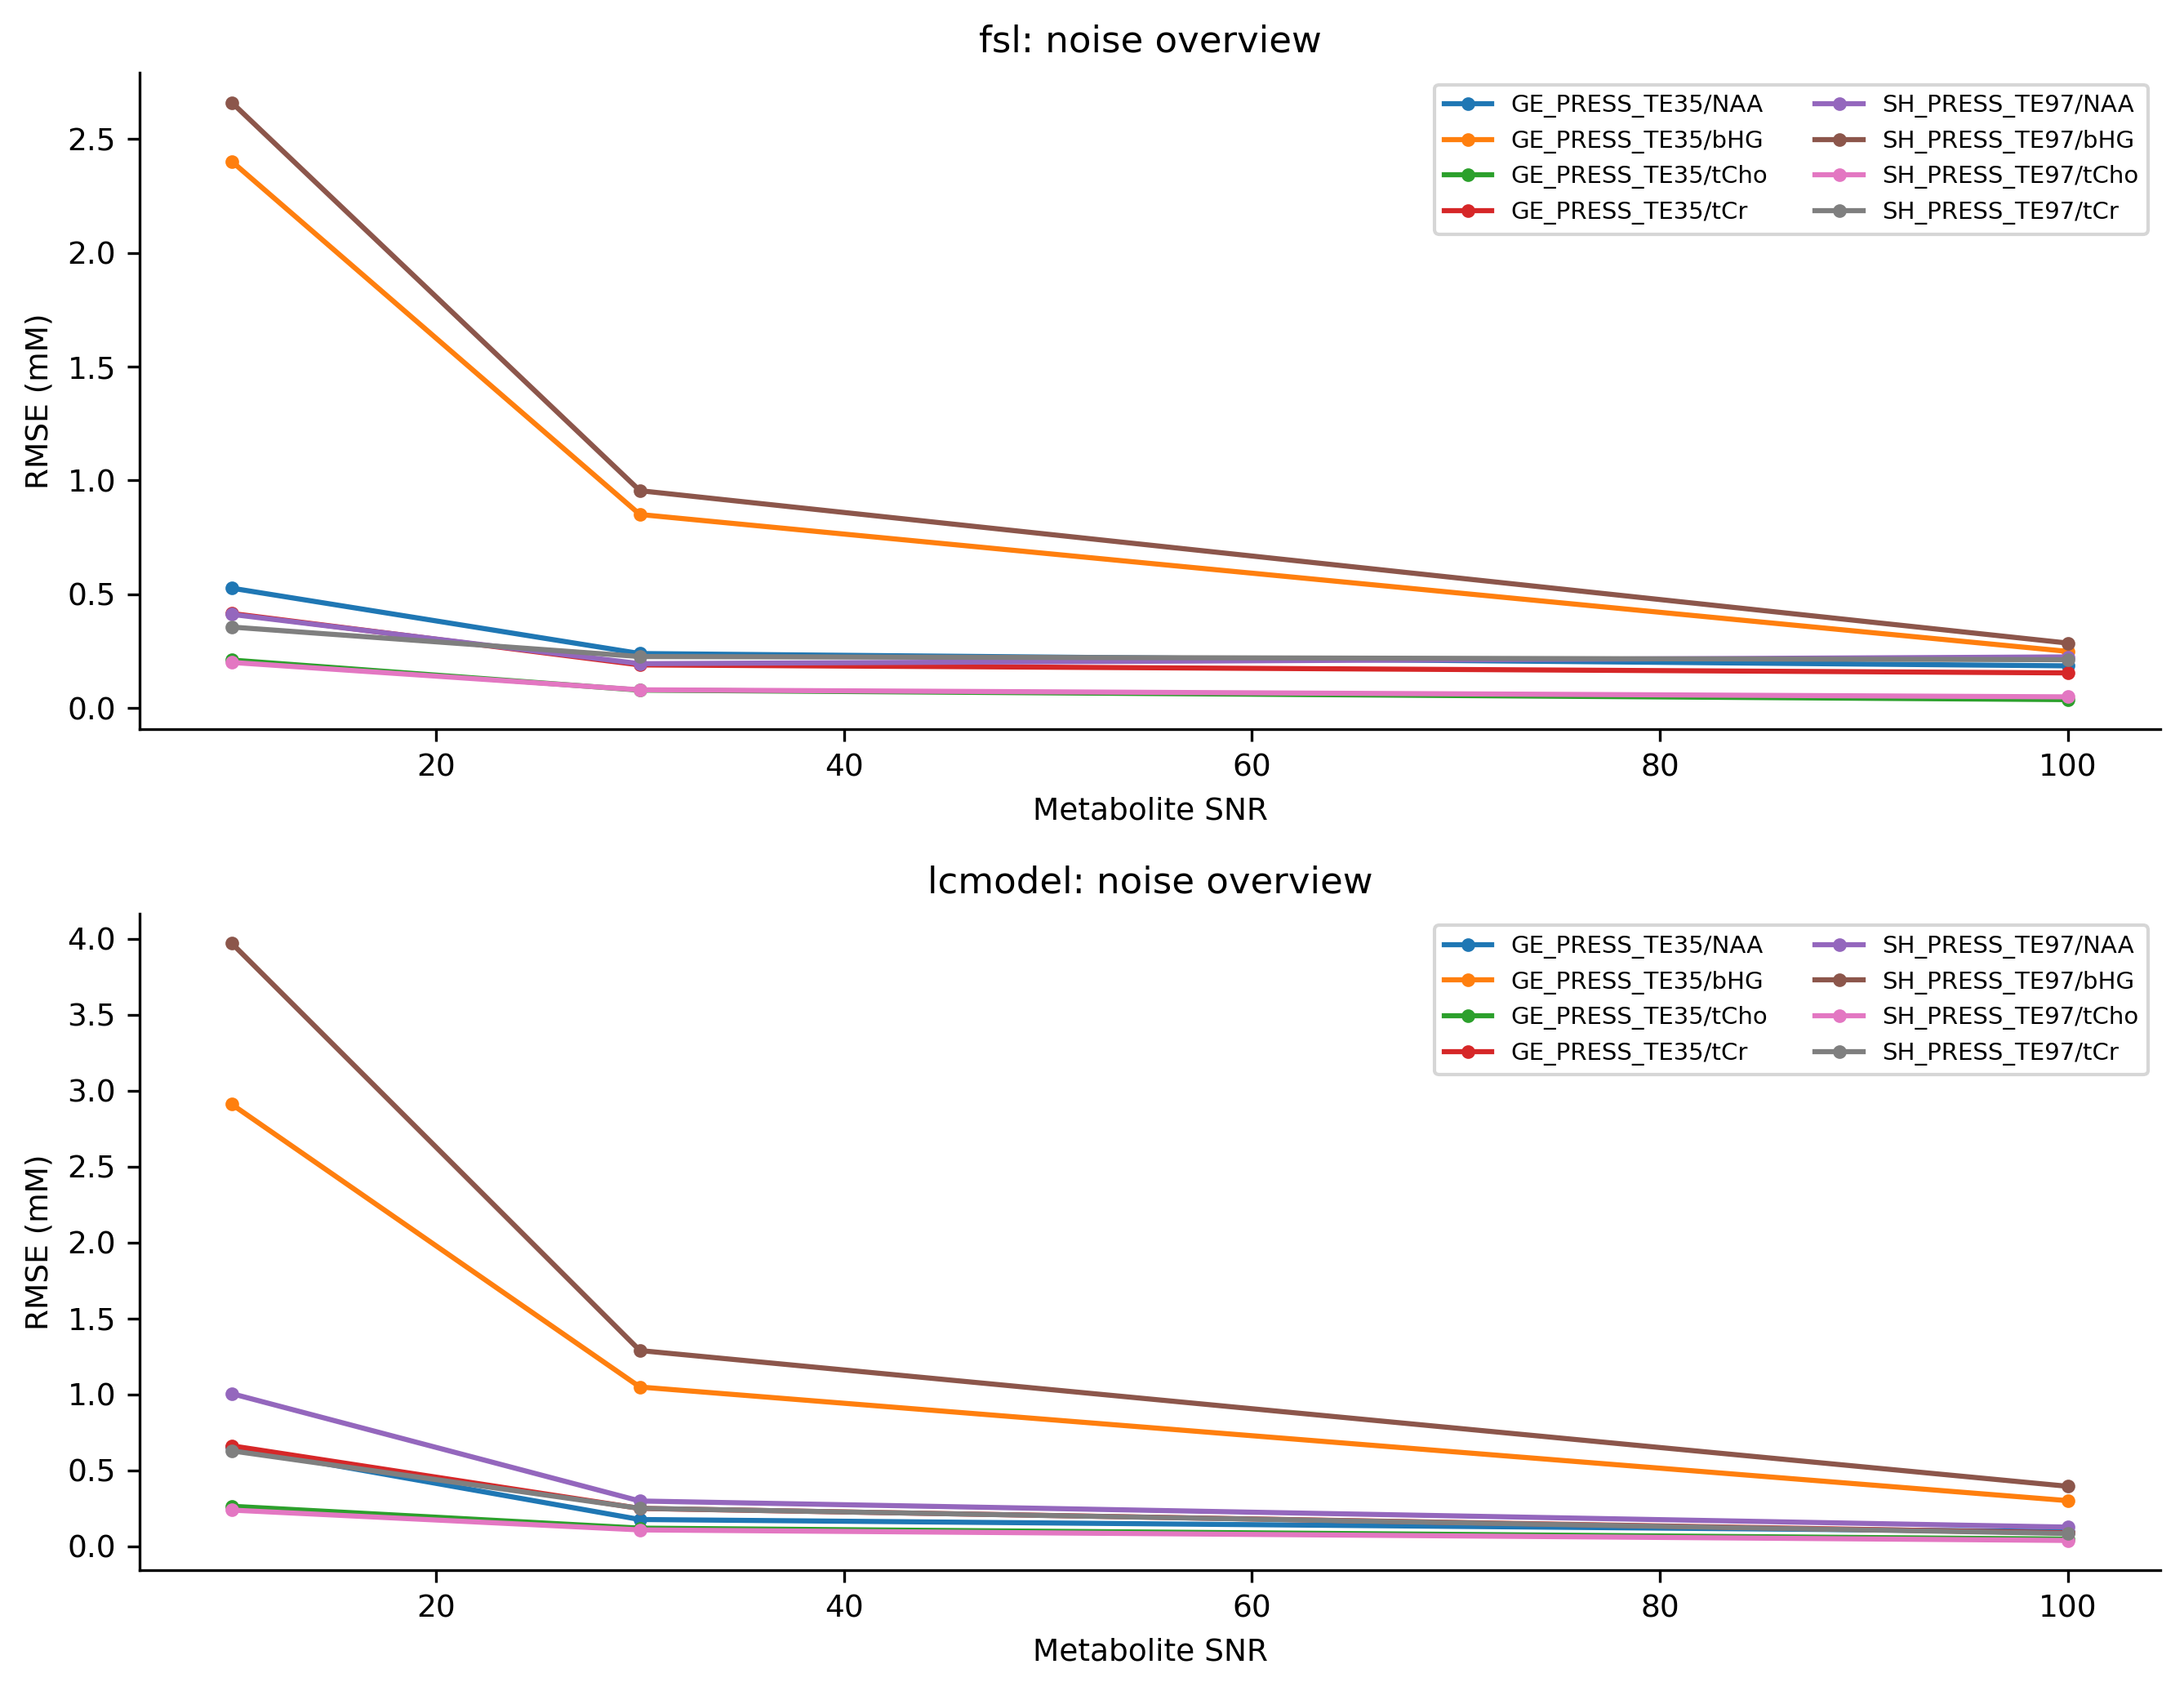 fsl: noise overview
GE_PRESS_TE35/NAA
GE_PRESS_TE35/bHG
GE_PRESS_TE35/tCho
GE_PRESS_TE35/tCr
SH_PRESS_TE97/NAA
SH_PRESS_TE97/bHG
SH_PRESS_TE97/tCho
SH_PRESS_TE97/tCr
RMSE (mM)
2.5
2.0
1.5
1.0
0.5
0.0
20 40 60 80 100
Metabolite SNR
lcmodel: noise overview
GE_PRESS_TE35/NAA
GE_PRESS_TE35/bHG
GE_PRESS_TE35/tCho
GE_PRESS_TE35/tCr
SH_PRESS_TE97/NAA
SH_PRESS_TE97/bHG
SH_PRESS_TE97/tCho
SH_PRESS_TE97/tCr
RMSE (mM)
4.0
3.5
3.0
2.5
2.0
1.5
1.0
0.5
0.0
20 40 60 80 100
Metabolite SNR